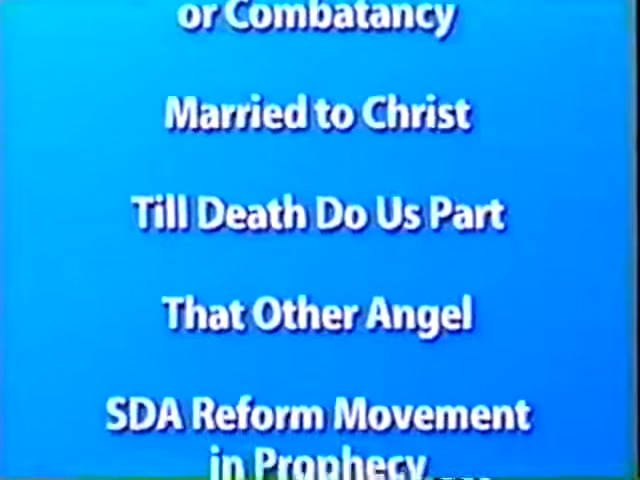 or Combatancy
Married to Christ
Till Death Do Us Part
That Other Angel
SDA Reform Movement
in Prophecy